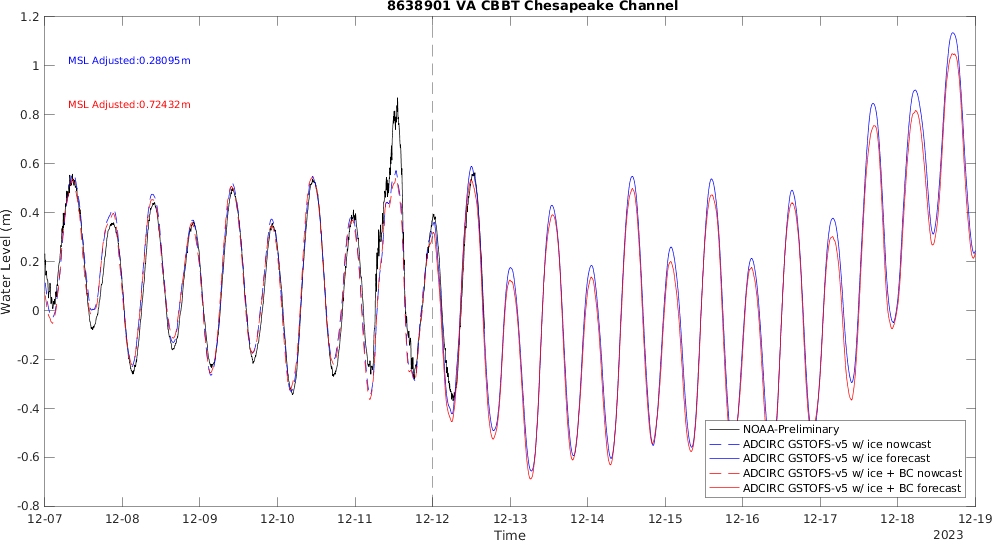 8638901 VA CBBT Chesapeake Channel
1.2
1
0.8
0.6
0.4
0.2
0
-0.2
-0.4
-0.6
-0.8
Water Level (m)
MSL Adjusted:0.28095m
MSL Adjusted:0.72432m
NOAA-Preliminary
ADCIRC GSTOFS-v5 w/ ice nowcast
ADCIRC GSTOFS-v5 w/ ice forecast
ADCIRC GSTOFS-v5 w/ ice + BC nowcast
ADCIRC GSTOFS-v5 w/ ice + BC forecast
12-07 12-08 12-09 12-10 12-11 12-12 12-13 12-14 12-15 12-16 12-17 12-18 12-19
Time
2023